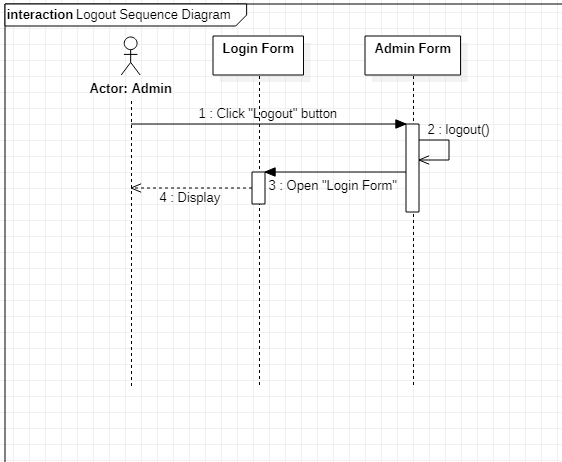 interaction Logout Sequence Diagram
Login Form
Admin Form
Actor: Admin
1 : Click "Logout" button
2 : logout()
3 : Open "Login Form"
4 : Display